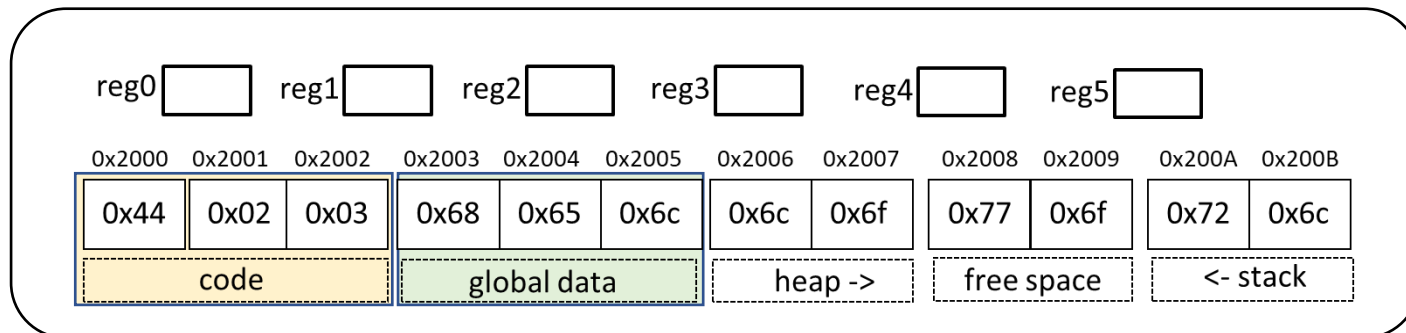 reg0 reg1 reg2 reg3 reg4 reg5
0x2000 0x2001 0x2002 0x2003 0x2004 0x2005 0x2006 0x2007 0x2008 0x2009 0x200A 0x200B
0x44 0x02 0x03 0x68 0x65 0x6c 0x6c 0x6f 0x77 0x6f 0x72 0x6c
code global data heap -> free space <- stack